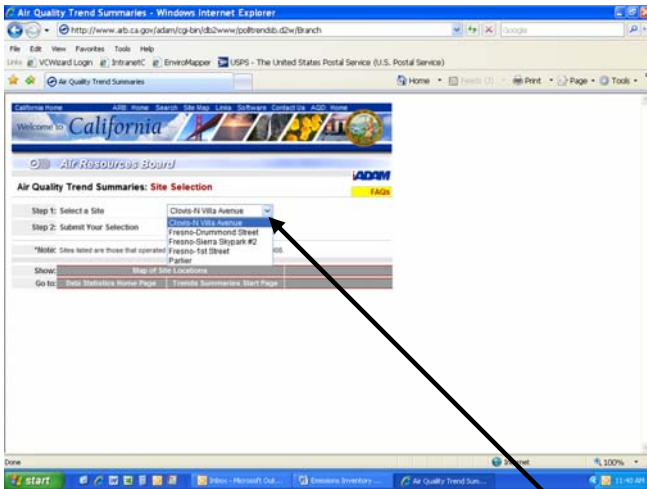 Air Quality Trend Summaries - Windows Internet Explorer
http://www.arb.ca.gov/adam/cgi-bin/db2www/polltrendsb.d2w/Branch
Google
File Edit View Favorites Tools Help
Links VCWizard Login IntranetC EnviroMapper USPS - The United States Postal Service (U.S. Postal Service)
Air Quality Trend Summaries
Home Feeds Print Page Tools
California Home ARB Home Search Site Map Links Software Contact Us AQD Home
Welcome to California
Air Resources Board
ADAM
Air Quality Trend Summaries: Site Selection
FAQs
Step 1: Select a Site Clovis-N Villa Avenue
Clovis-N Villa Avenue
Step 2: Submit Your Selection
Fresno-Drummond Street
Fresno-Sierra Skypark #2
*Note: Sites listed are those that operated
Fresno-1st Street
Parlier
Show: Map of Site Locations
Go to: Data Statistics Home Page Trends Summaries Start Page
Done
Internet
100%
start
Inbox - Microsoft Out...
Emissions Inventory ...
Air Quality Trend Sum...
11:40 AM